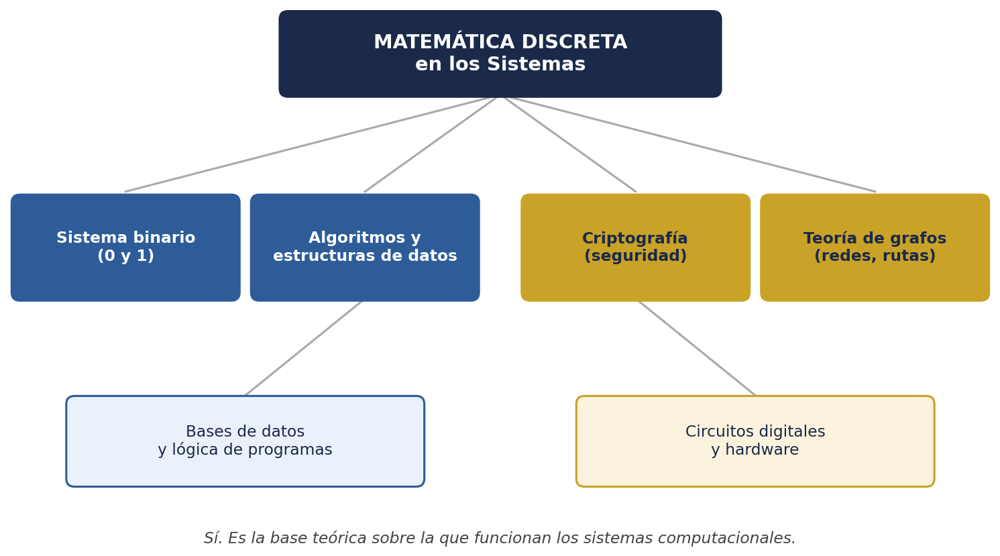 MATEMÁTICA DISCRETA
en los Sistemas
Sistema binario
(0 y 1)
Algoritmos y
estructuras de datos
Criptografía
(seguridad)
Teoría de grafos
(redes, rutas)
Bases de datos
y lógica de programas
Circuitos digitales
y hardware
Sí. Es la base teórica sobre la que funcionan los sistemas computacionales.